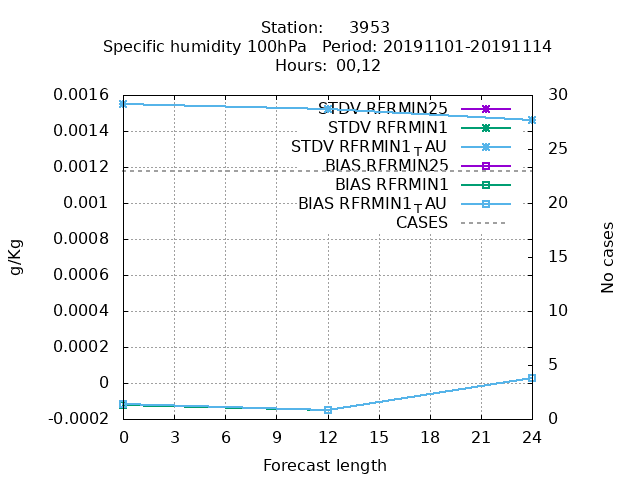 Station: 3953
Specific humidity 100hPa Period: 20191101-20191114
Hours: 00,12
0.0016
0.0014
0.0012
0.001
0.0008
0.0006
0.0004
0.0002
0
-0.0002
g/Kg
STDV RFRMIN25
STDV RFRMIN1
STDV RFRMIN1TAU
BIAS RFRMIN25
BIAS RFRMIN1
BIAS RFRMIN1TAU
CASES
30
25
20
15
10
5
0
No cases
0 3 6 9 12 15 18 21 24
Forecast length